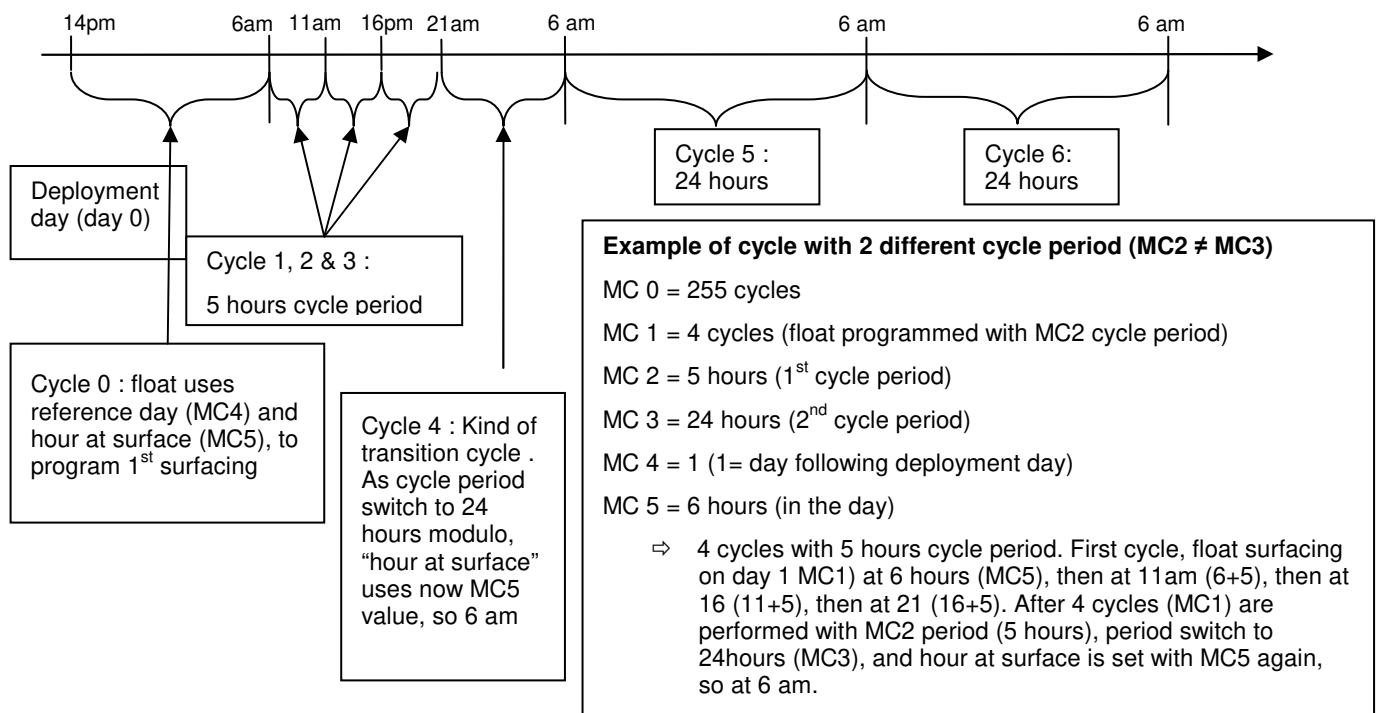 14pm 6am 11am 16pm 21am 6 am 6 am 6 am
Cycle 5 :
24 hours
Cycle 6:
24 hours
Deployment
day (day 0)
Cycle 1, 2 & 3 :
5 hours cycle period
Cycle 0 : float uses
reference day (MC4) and
hour at surface (MC5), to
program 1st surfacing
Cycle 4 : Kind of
transition cycle .
As cycle period
switch to 24
hours modulo,
“hour at surface”
uses now MC5
value, so 6 am
Example of cycle with 2 different cycle period (MC2 ≠ MC3)
MC 0 = 255 cycles
MC 1 = 4 cycles (float programmed with MC2 cycle period)
MC 2 = 5 hours (1st cycle period)
MC 3 = 24 hours (2nd cycle period)
MC 4 = 1 (1= day following deployment day)
MC 5 = 6 hours (in the day)
⇨ 4 cycles with 5 hours cycle period. First cycle, float surfacing
on day 1 MC1) at 6 hours (MC5), then at 11am (6+5), then at
16 (11+5), then at 21 (16+5). After 4 cycles (MC1) are
performed with MC2 period (5 hours), period switch to
24hours (MC3), and hour at surface is set with MC5 again,
so at 6 am.